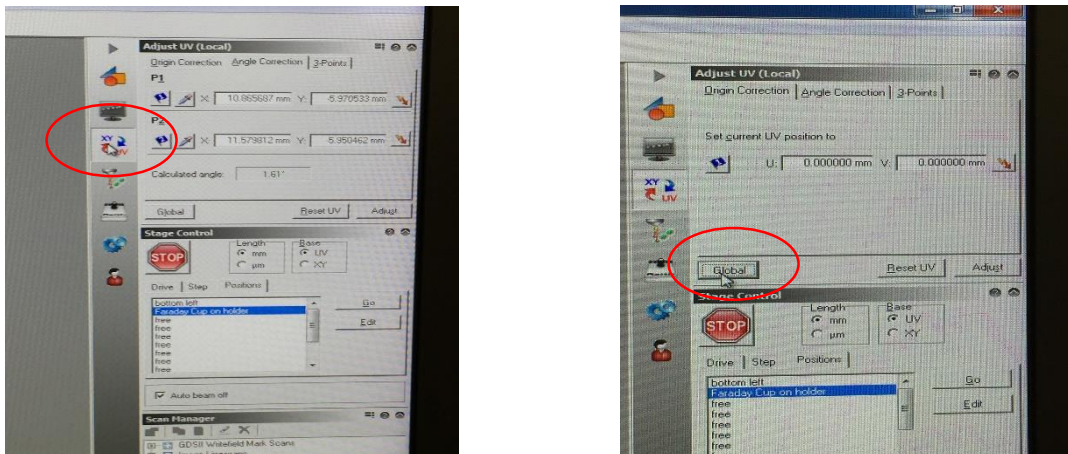 Adjust UV (Local)
Origin Correction Angle Correction 3-Points
P1
X: 10.865687 mm Y: -5.970533 mm
P2
X: 11.579812 mm Y: -5.950462 mm
Calculated angle: 1.61°
Global Reset UV Adjust
Stage Control
STOP
Length
mm
µm
Base
UV
XY
Drive Step Positions
bottom left
Faraday Cup on holder
free
free
free
free
free
free
Go
Edit
Auto beam off
Scan Manager
GDSII Writefield Mark Scans
XY
UV
Adjust UV (Local)
Origin Correction Angle Correction 3-Points
Set current UV position to
U: 0.000000 mm V: 0.000000 mm
Global Reset UV Adjust
Stage Control
STOP
Length
mm
µm
Base
UV
XY
Drive Step Positions
bottom left
Faraday Cup on holder
free
free
free
free
Go
Edit
XY
UV